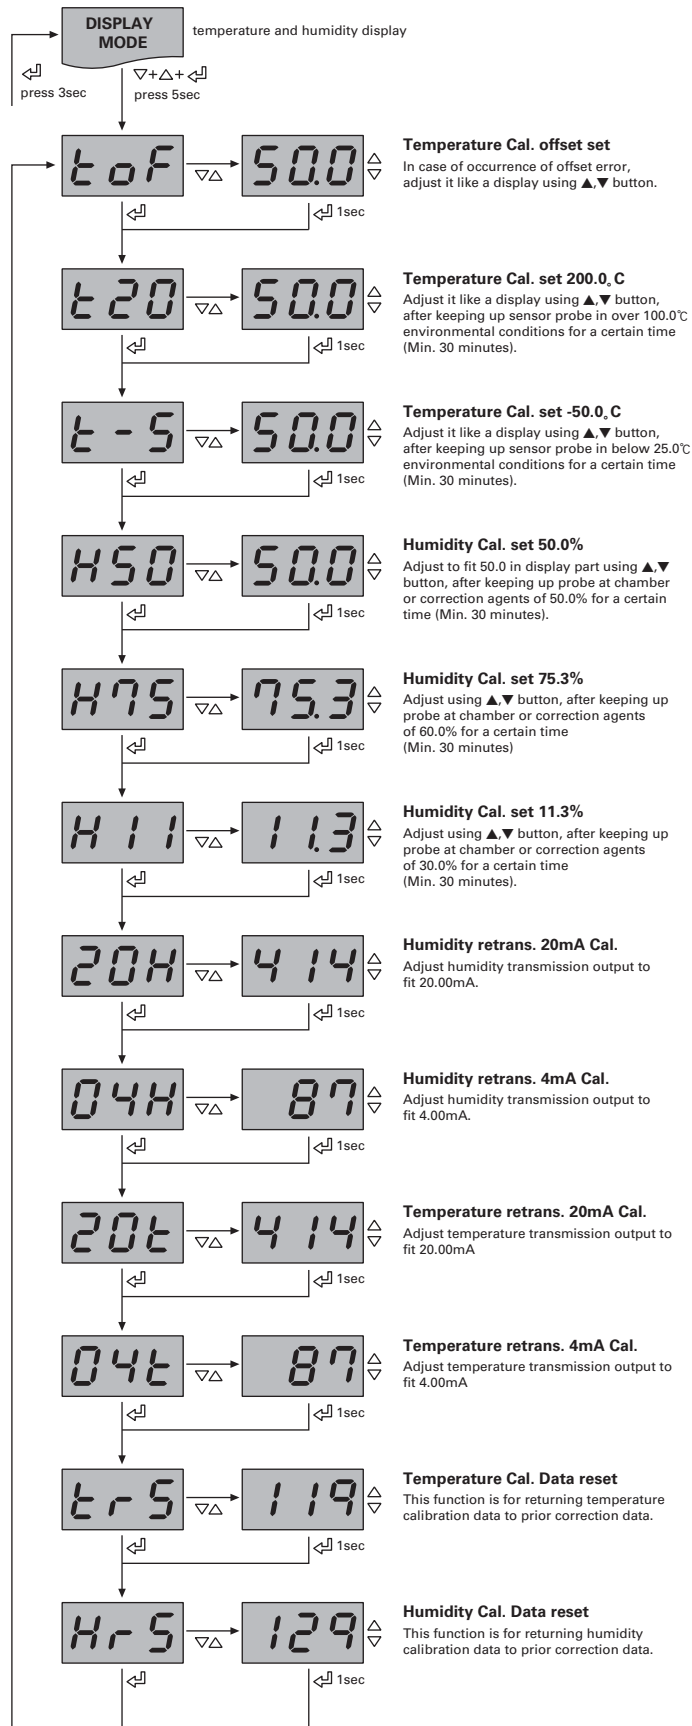 DISPLAY
MODE
temperature and humidity display
press 3sec
▽+△+
press 5sec
toF
50.0
▽△
△
▽
1sec
Temperature Cal. offset set
In case of occurrence of offset error,
adjust it like a display using ▲,▼ button.
t20
50.0
▽△
△
▽
1sec
Temperature Cal. set 200.0˳C
Adjust it like a display using ▲,▼ button,
after keeping up sensor probe in over 100.0℃
environmental conditions for a certain time
(Min. 30 minutes).
t-5
50.0
▽△
△
▽
1sec
Temperature Cal. set -50.0˳C
Adjust it like a display using ▲,▼ button,
after keeping up sensor probe in below 25.0℃
environmental conditions for a certain time
(Min. 30 minutes).
H50
50.0
▽△
△
▽
1sec
Humidity Cal. set 50.0%
Adjust to fit 50.0 in display part using ▲,▼
button, after keeping up probe at chamber
or correction agents of 50.0% for a certain
time (Min. 30 minutes).
H75
75.3
▽△
△
▽
1sec
Humidity Cal. set 75.3%
Adjust using ▲,▼ button, after keeping up
probe at chamber or correction agents
of 60.0% for a certain time
(Min. 30 minutes)
H11
11.3
▽△
△
▽
1sec
Humidity Cal. set 11.3%
Adjust using ▲,▼ button, after keeping up
probe at chamber or correction agents
of 30.0% for a certain time
(Min. 30 minutes).
20H
414
▽△
△
▽
1sec
Humidity retrans. 20mA Cal.
Adjust humidity transmission output to
fit 20.00mA.
04H
87
▽△
△
▽
1sec
Humidity retrans. 4mA Cal.
Adjust humidity transmission output to
fit 4.00mA.
20t
414
▽△
△
▽
1sec
Temperature retrans. 20mA Cal.
Adjust temperature transmission output to
fit 20.00mA
04t
87
▽△
△
▽
1sec
Temperature retrans. 4mA Cal.
Adjust temperature transmission output to
fit 4.00mA
trS
119
▽△
△
▽
1sec
Temperature Cal. Data reset
This function is for returning temperature
calibration data to prior correction data.
HrS
129
▽△
△
▽
1sec
Humidity Cal. Data reset
This function is for returning humidity
calibration data to prior correction data.